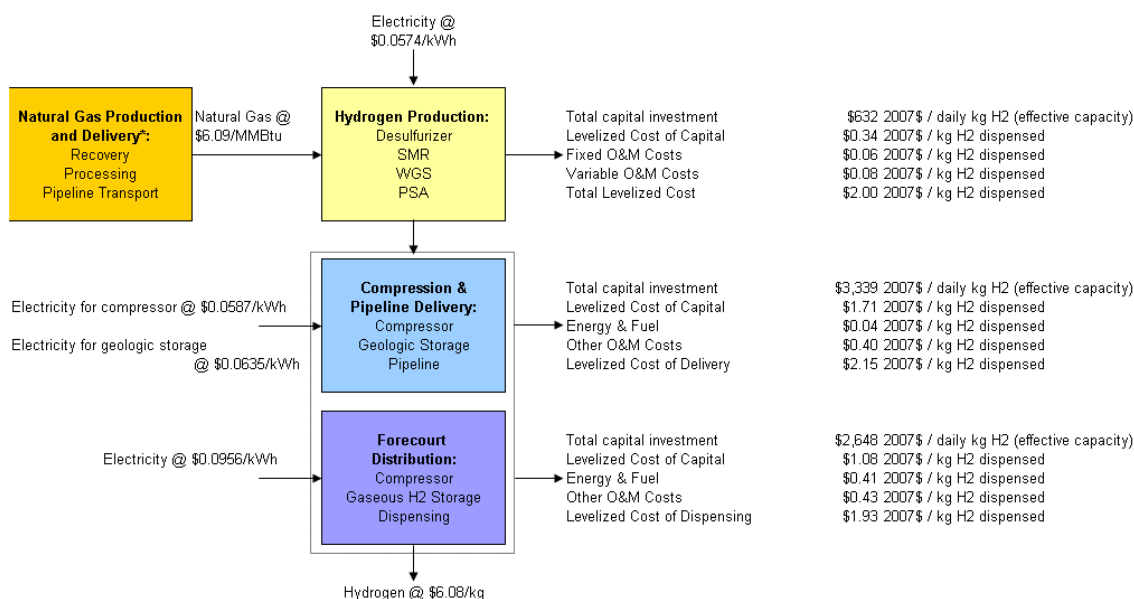 Electricity @
$0.0574/kWh
Natural Gas Production
and Delivery*:
Recovery
Processing
Pipeline Transport
Natural Gas @
$6.09/MMBtu
Hydrogen Production:
Desulfurizer
SMR
WGS
PSA
Total capital investment $632 2007$ / daily kg H2 (effective capacity)
Levelized Cost of Capital $0.34 2007$ / kg H2 dispensed
Fixed O&M Costs $0.06 2007$ / kg H2 dispensed
Variable O&M Costs $0.08 2007$ / kg H2 dispensed
Total Levelized Cost $2.00 2007$ / kg H2 dispensed
Electricity for compressor @ $0.0587/kWh
Electricity for geologic storage
@ $0.0635/kWh
Compression &
Pipeline Delivery:
Compressor
Geologic Storage
Pipeline
Total capital investment $3,339 2007$ / daily kg H2 (effective capacity)
Levelized Cost of Capital $1.71 2007$ / kg H2 dispensed
Energy & Fuel $0.04 2007$ / kg H2 dispensed
Other O&M Costs $0.40 2007$ / kg H2 dispensed
Levelized Cost of Delivery $2.15 2007$ / kg H2 dispensed
Electricity @ $0.0956/kWh
Forecourt
Distribution:
Compressor
Gaseous H2 Storage
Dispensing
Total capital investment $2,648 2007$ / daily kg H2 (effective capacity)
Levelized Cost of Capital $1.08 2007$ / kg H2 dispensed
Energy & Fuel $0.41 2007$ / kg H2 dispensed
Other O&M Costs $0.43 2007$ / kg H2 dispensed
Levelized Cost of Dispensing $1.93 2007$ / kg H2 dispensed
Hydrogen @ $6.08/kg